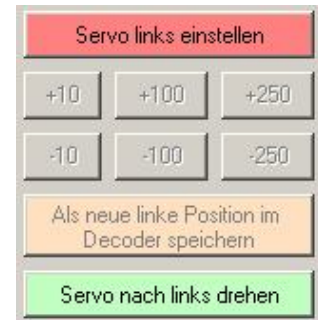 Servo links einstellen
+10 +100 +250
-10 -100 -250
Als neue linke Position im
Decoder speichern
Servo nach links drehen